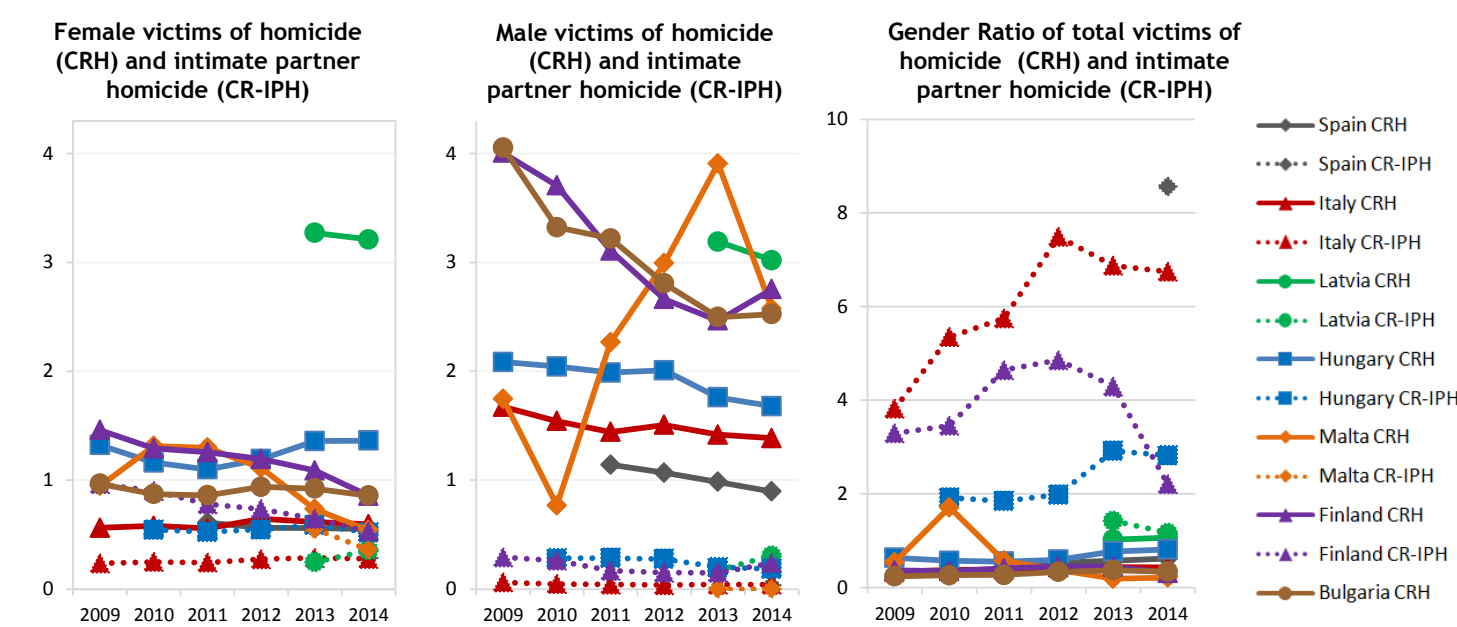 Female victims of homicide
(CRH) and intimate partner
homicide (CR-IPH)
4
3
2
1
0
2009 2010 2011 2012 2013 2014
Male victims of homicide
(CRH) and intimate
partner homicide (CR-IPH)
4
3
2
1
0
2009 2010 2011 2012 2013 2014
Gender Ratio of total victims of
homicide (CRH) and intimate
partner homicide (CR-IPH)
10
8
6
4
2
0
2009 2010 2011 2012 2013 2014
Spain CRH
Spain CR-IPH
Italy CRH
Italy CR-IPH
Latvia CRH
Latvia CR-IPH
Hungary CRH
Hungary CR-IPH
Malta CRH
Malta CR-IPH
Finland CRH
Finland CR-IPH
Bulgaria CRH